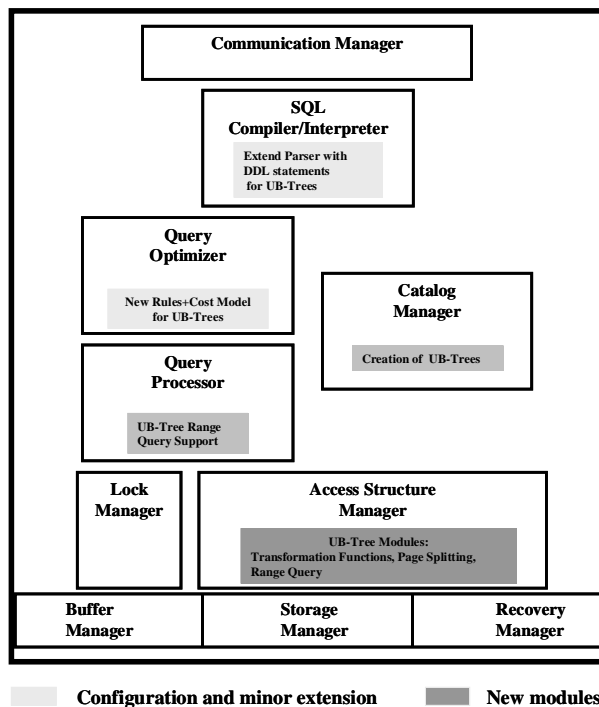 Communication Manager
SQL
Compiler/Interpreter
Extend Parser with
DDL statements
for UB-Trees
Query
Optimizer
New Rules+Cost Model
for UB-Trees
Catalog
Manager
Creation of UB-Trees
Query
Processor
UB-Tree Range
Query Support
Lock
Manager
Access Structure
Manager
UB-Tree Modules:
Transformation Functions, Page Splitting,
Range Query
Buffer
Manager
Storage
Manager
Recovery
Manager
Configuration and minor extension
New modules